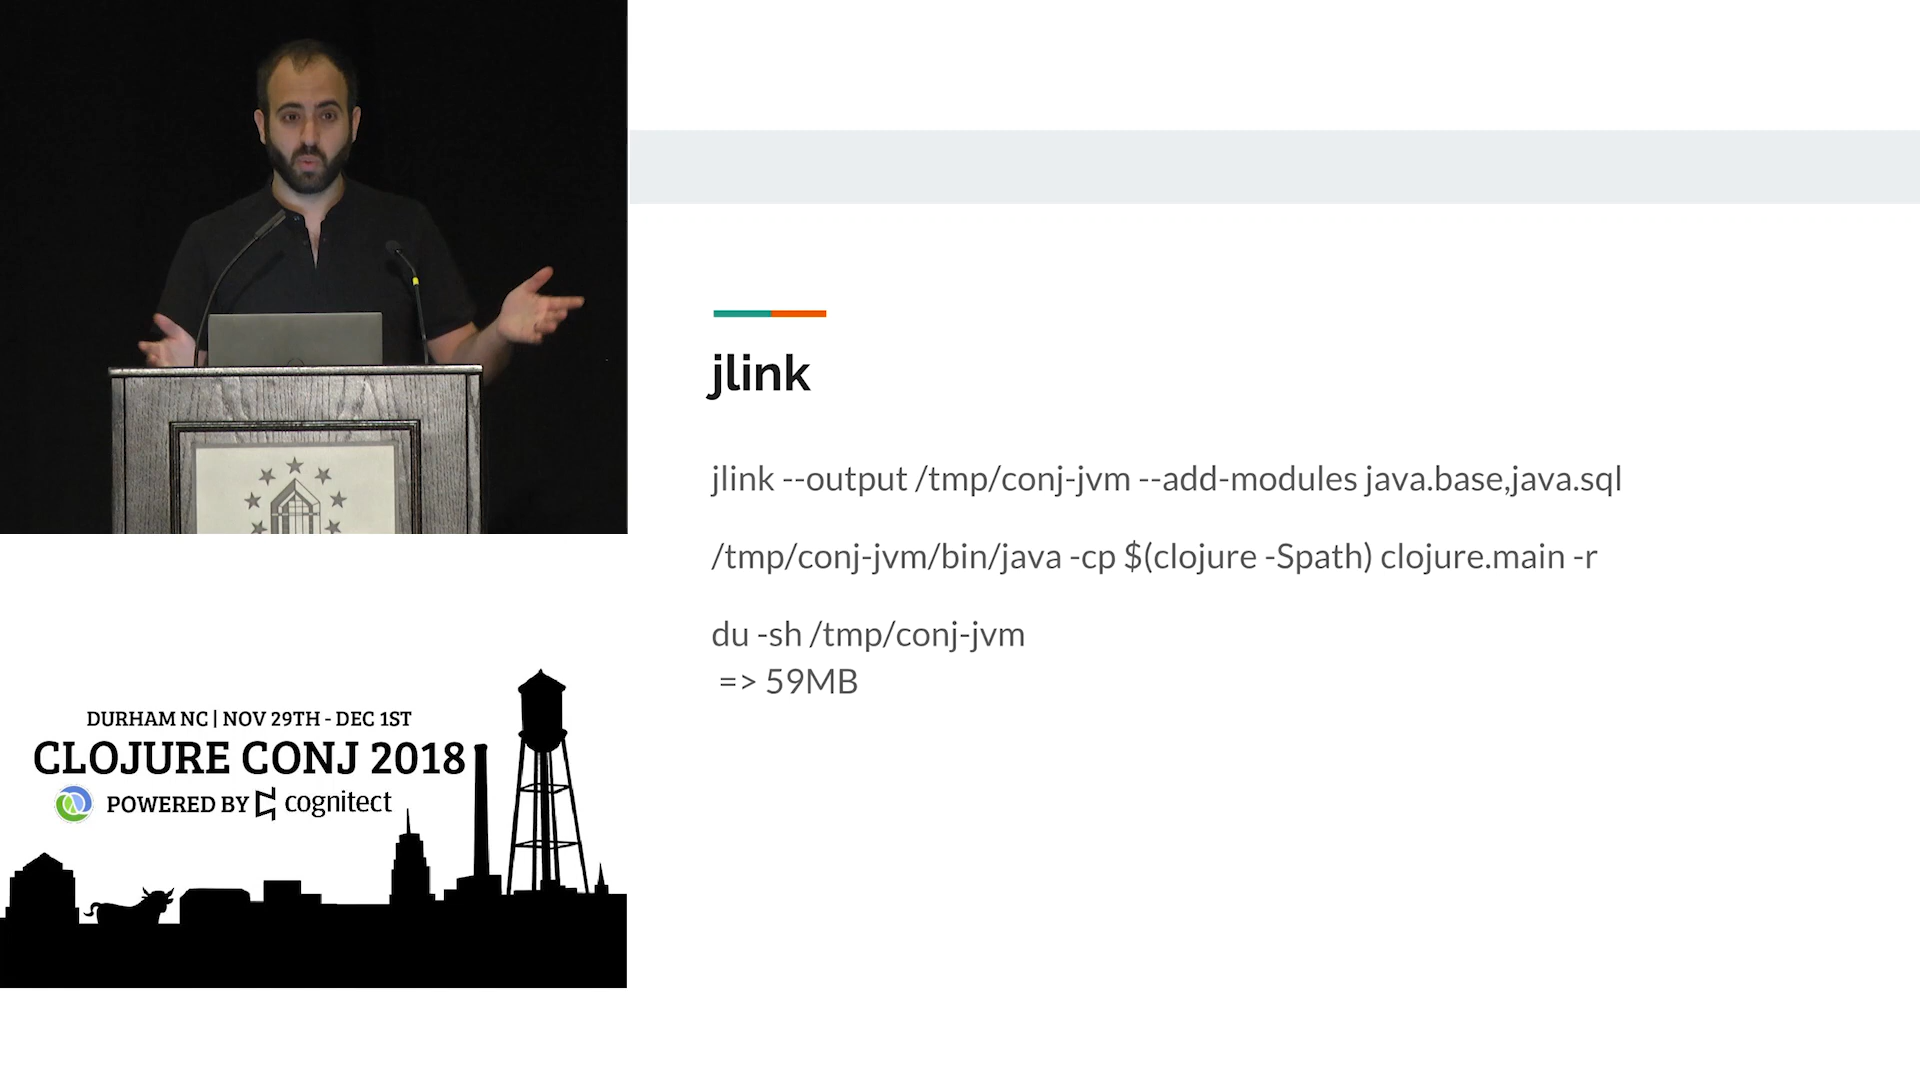 jlink
jlink --output /tmp/conj-jvm --add-modules java.base,java.sql
/tmp/conj-jvm/bin/java -cp $(clojure -Spath) clojure.main -r
du -sh /tmp/conj-jvm
=> 59MB
DURHAM NC | NOV 29TH - DEC 1ST
CLOJURE CONJ 2018
POWERED BY cognitect